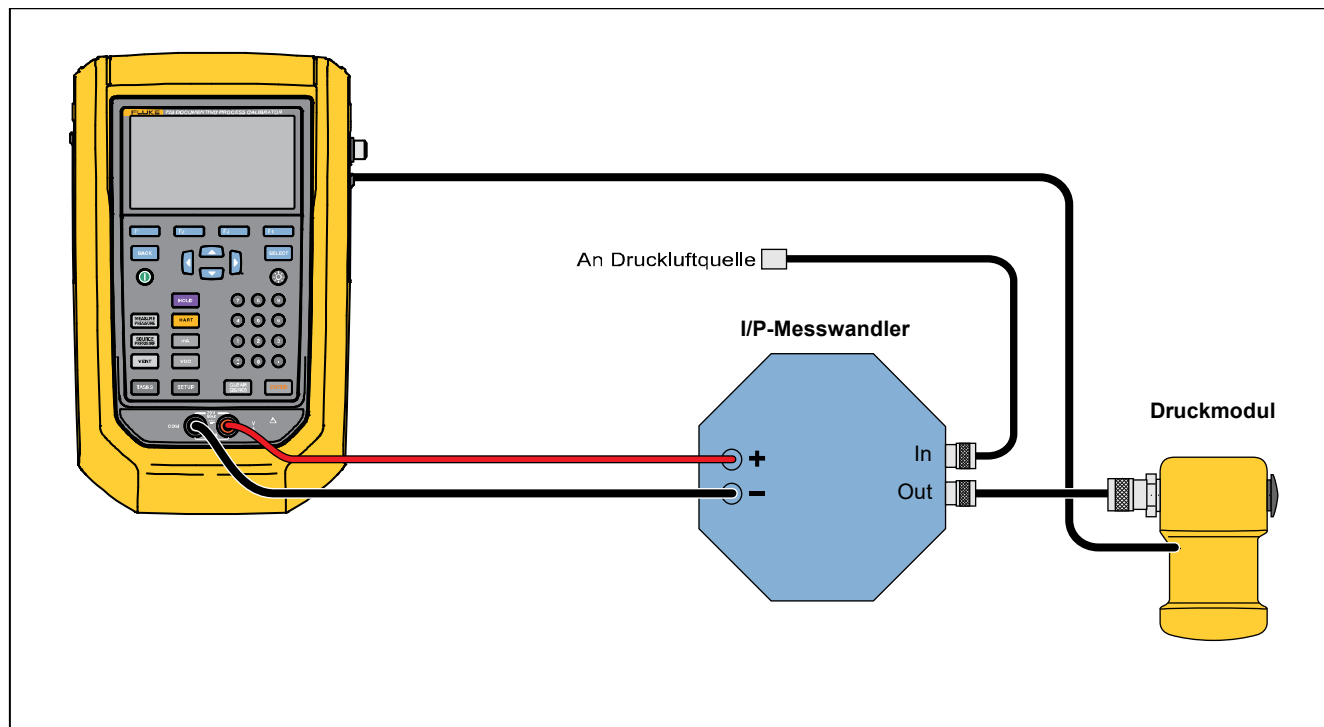 FLUKE 729 DOCUMENTING PROCESS CALIBRATOR
BACK
SELECT
HOLD
MEASURE PRESSURE
HART
SOURCE PRESSURE
mA
VENT
VDC
TASKS
SETUP
COM
V
An Druckluftquelle
I/P-Messwandler
+
In
−
Out
Druckmodul